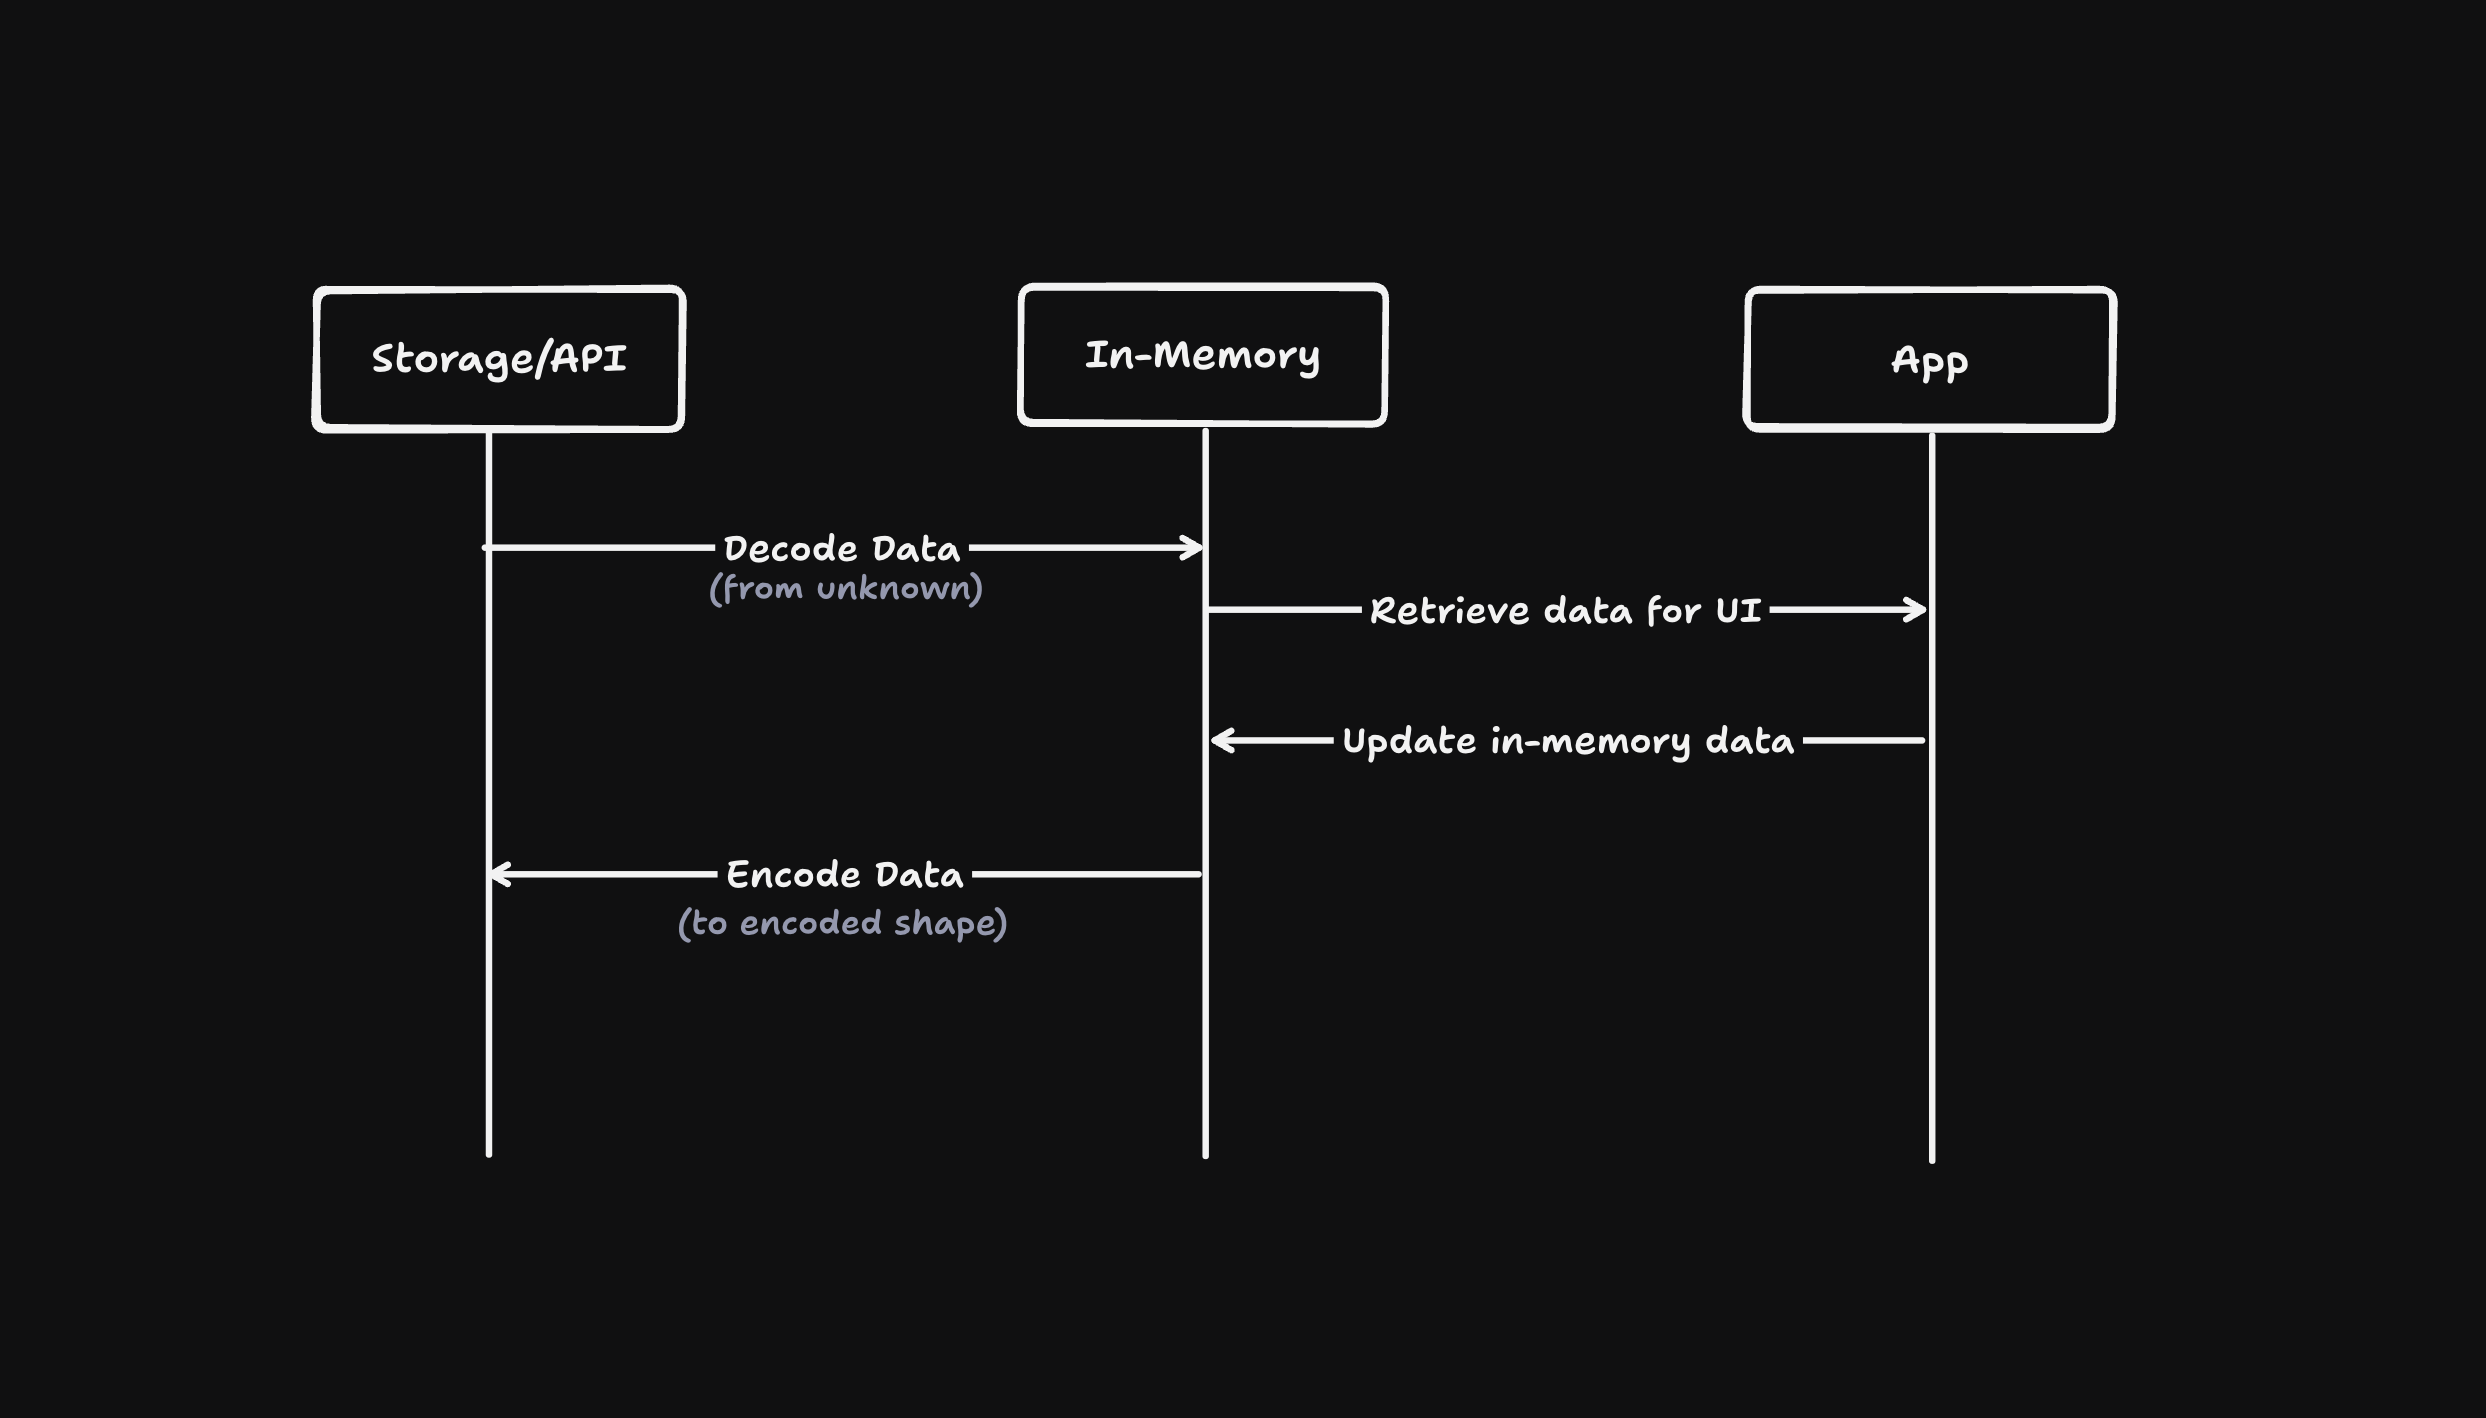 Storage/API
In-Memory
App
Decode Data
(from unknown)
Retrieve data for UI
Update in-memory data
Encode Data
(to encoded shape)